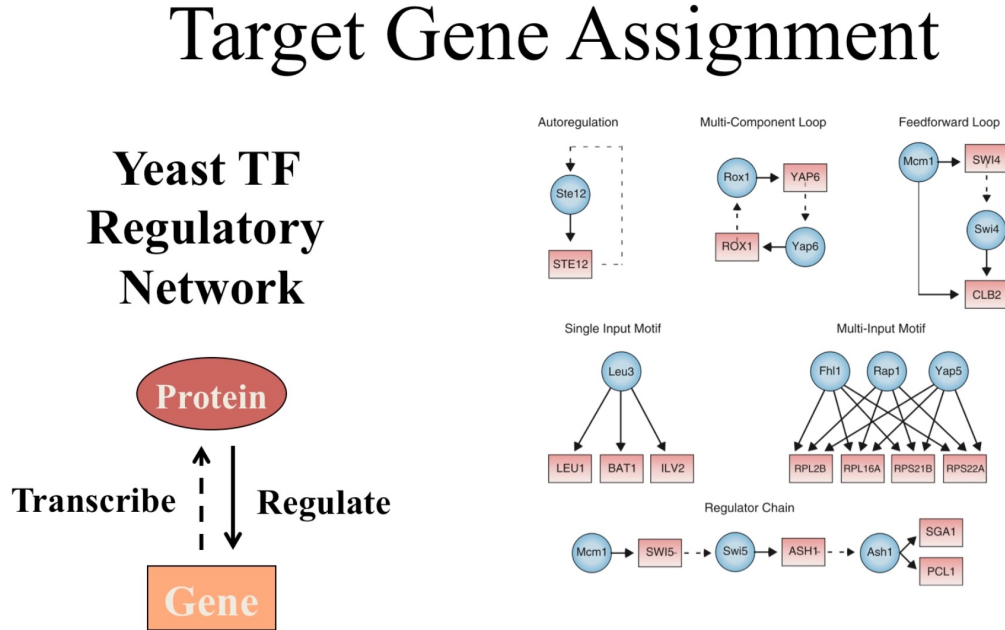 Target Gene Assignment
Yeast TF
Regulatory
Network
Protein
Transcribe
Regulate
Gene
Autoregulation
Ste12
STE12
Multi-Component Loop
Rox1
YAP6
ROX1
Yap6
Feedforward Loop
Mcm1
SWI4
Swi4
CLB2
Single Input Motif
Leu3
LEU1
BAT1
ILV2
Multi-Input Motif
Fhl1
Rap1
Yap5
RPL2B
RPL16A
RPS21B
RPS22A
Regulator Chain
Mcm1
SWI5
Swi5
ASH1
Ash1
SGA1
PCL1